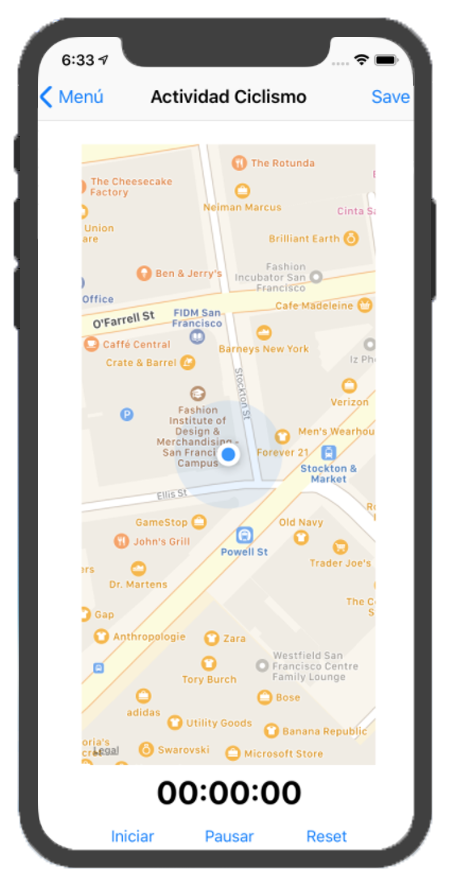 6:33
Menú
Actividad Ciclismo
Save
The Rotunda
The Cheesecake
Factory
Neiman Marcus
Cinta Sa
Union
are
Brilliant Earth
Ben & Jerry's
Fashion
Incubator San
Francisco
Office
Cafe Madeleine
O'Farrell St
FIDM San
Francisco
Caffé Central
Barneys New York
Iz Pho
Crate & Barrel
Stockton St
Verizon
Fashion
Institute of
Design &
Merchandising -
San Franci
Campus
P
Men's Wearhou
Forever 21
Stockton &
Market
Ellis St
GameStop
Old Navy
John's Grill
Powell St
Trader Joe's
ers
Dr. Martens
The C
Gap
Anthropologie
Zara
Westfield San
Francisco Centre
Family Lounge
Tory Burch
adidas
Bose
Utility Goods
Banana Republic
oria's
Legal
Swarovski
Microsoft Store
00:00:00
Iniciar
Pausar
Reset